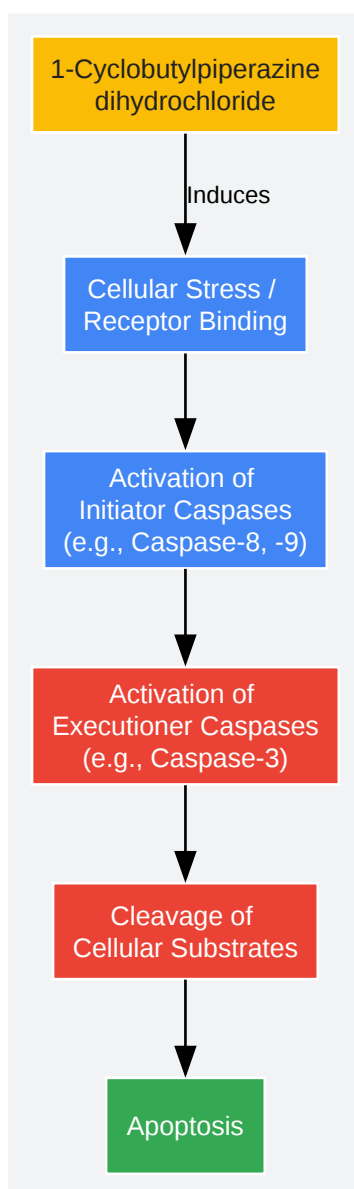 1-Cyclobutylpiperazine
dihydrochloride
Induces
Cellular Stress /
Receptor Binding
Activation of
Initiator Caspases
(e.g., Caspase-8, -9)
Activation of
Executioner Caspases
(e.g., Caspase-3)
Cleavage of
Cellular Substrates
Apoptosis